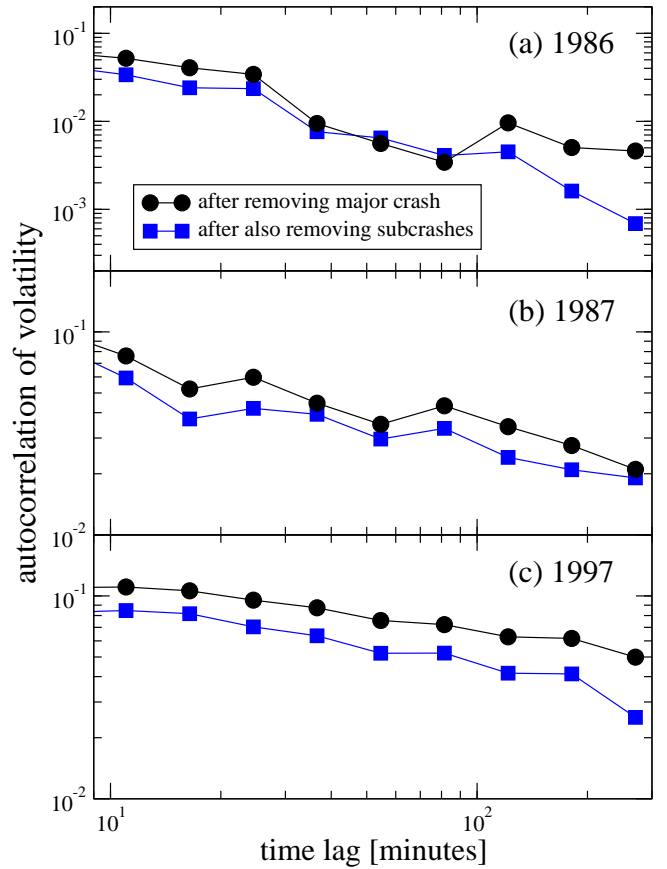 10^-1
(a) 1986
10^-2
after removing major crash
after also removing subcrashes
10^-3
autocorrelation of volatility
(b) 1987
10^-1
10^-2
(c) 1997
10^-1
10^-2
10^1
10^2
time lag [minutes]